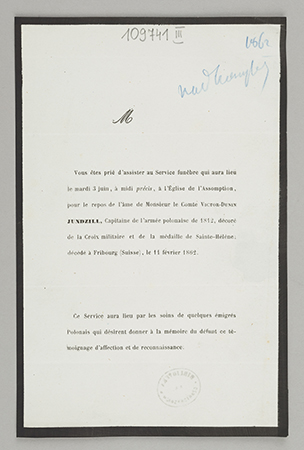 109741 III
1862
M
Vous êtes prié d'assister au Service funèbre qui aura lieu
le mardi 3 juin, à midi précis, à l'Église de l'Assomption,
pour le repos de l'âme de Monsieur le Comte VICTOR-DUNIN
JUNDZILL, Capitaine de l'armée polonaise de 1812, décoré
de la Croix militaire et de la médaille de Sainte-Hélène,
décédé à Fribourg (Suisse), le 11 février 1862.
Ce Service aura lieu par les soins de quelques émigrés
Polonais qui désirent donner à la mémoire du défunt ce té-
moignage d'affection et de reconnaissance.